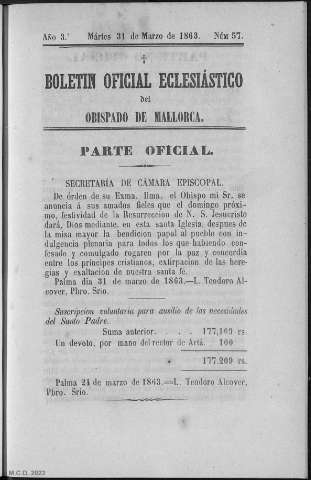 Año 3.° Mártes 31 de Marzo de 1863. Núm 57.
BOLETIN OFICIAL ECLESIÁSTICO
del
OBISPADO DE MALLORCA.
PARTE OFICIAL.
SECRETARÍA DE CÁMARA EPISCOPAL.
De órden de su Exma. Ilma. el Obispo mi Sr. se
anuncia á sus amados fieles que el domingo próxi-
mo, festividad de la Resurreccion de N. S. Jesucristo
dará, Dios mediante, en esta santa Iglesia, despues de
la misa mayor la bendicion papal al pueblo con in-
dulgencia plenaria para todos los que habiendo con-
fesado y comulgado rogaren por la paz y concordia
entre los príncipes cristianos, extirpacion de las here-
gias y exaltacion de nuestra santa fé.
Palma dia 31 de marzo de 1863.—L. Teodoro Al-
cover, Pbro. Srio.
Suscripcion voluntaria para auxilio de las necesidades
del Santo Padre.
Suma anterior. . . . 177,109 rs.
Un devoto, por mano del rector de Artá. 100
177.209 rs.
Palma 24 de marzo de 1863.—L. Teodoro Alcover,
Pbro. Srio.
M.C.D. 2022